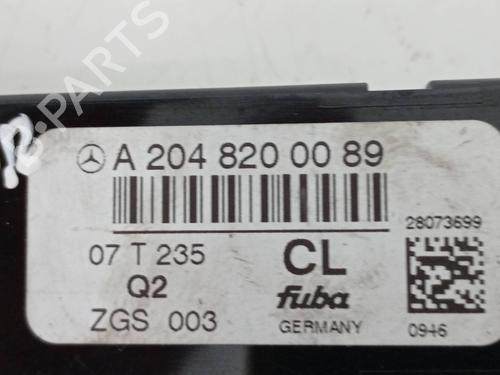 A 204 820 00 89
28073699
07 T 235
CL
Q2
fuba
ZGS 003
GERMANY
0946
B-PARTS